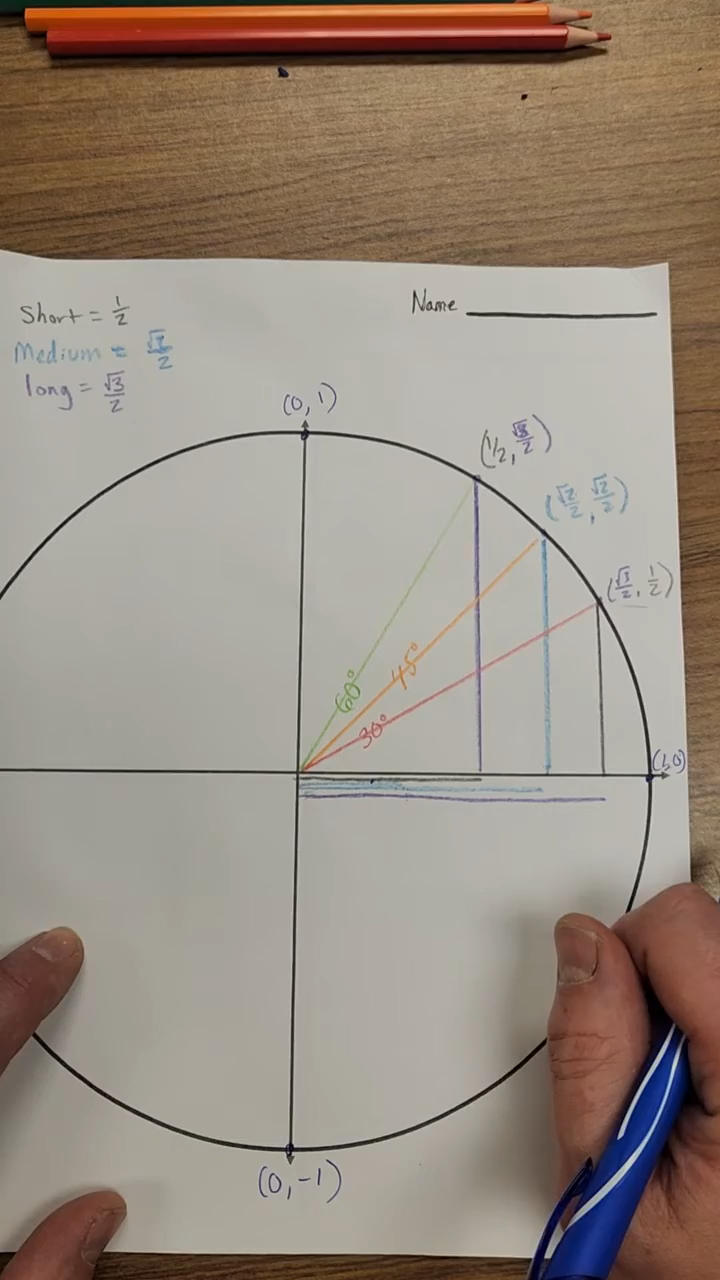 Short = 1/2
Name
Medium = √2/2
long = √3/2
(0, 1)
(1/2, √3/2)
(√2/2, √2/2)
(√3/2, 1/2)
60°
45°
30°
(1,0)
(0, -1)